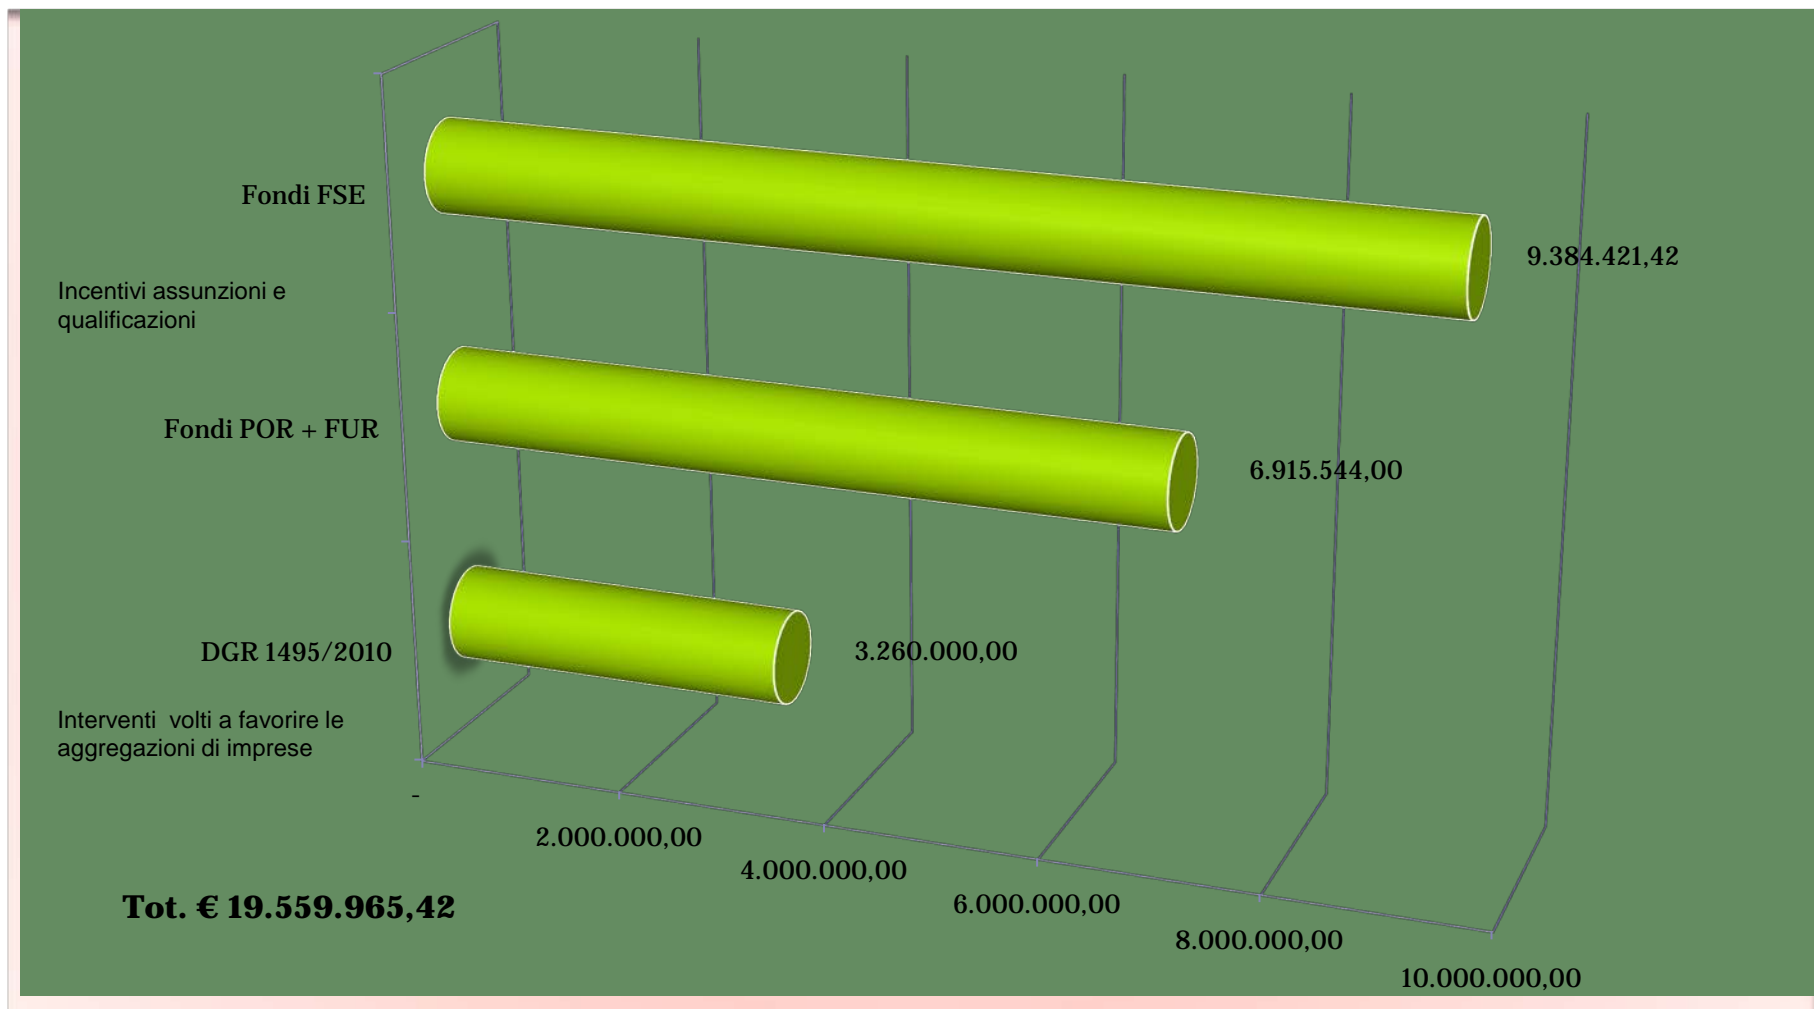 Fondi FSE
9.384.421,42
Incentivi assunzioni e
qualificazioni
Fondi POR + FUR
6.915.544,00
DGR 1495/2010
3.260.000,00
Interventi  volti a favorire le
aggregazioni di imprese
-
2.000.000,00
4.000.000,00
6.000.000,00
8.000.000,00
10.000.000,00
Tot. € 19.559.965,42